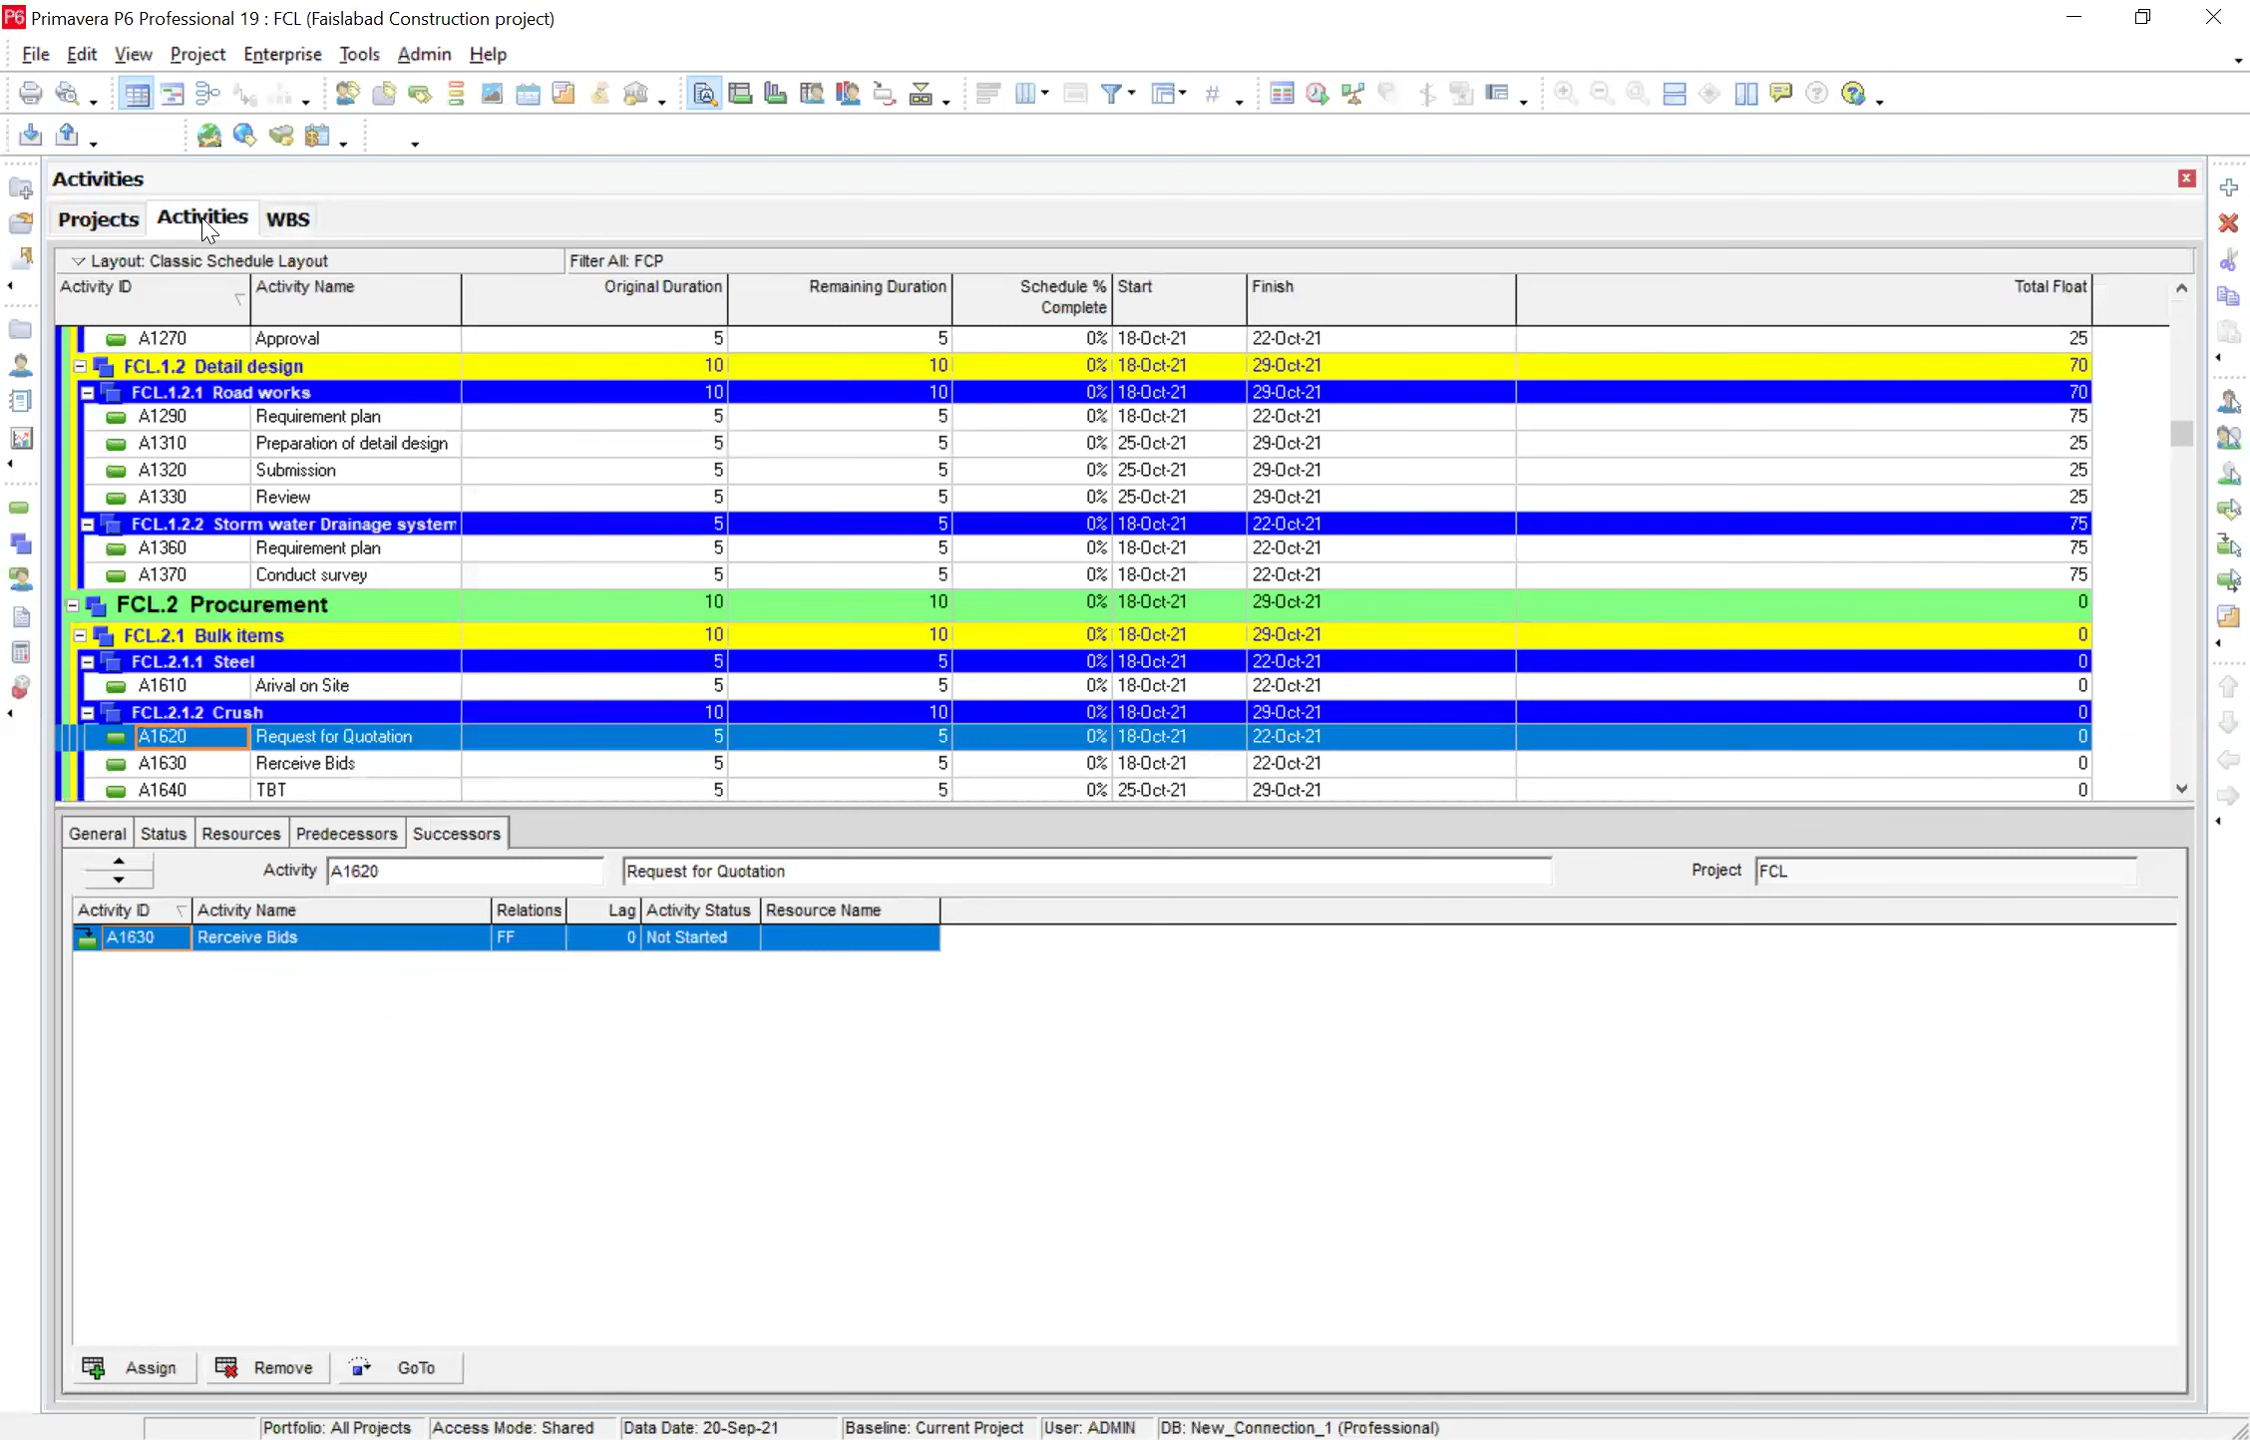 P6 Primavera P6 Professional 19 : FCL (Faislabad Construction project)
File Edit View Project Enterprise Tools Admin Help
Activities
Projects Activities WBS
Layout: Classic Schedule Layout Filter All: FCP
Activity ID Activity Name Original Duration Remaining Duration Schedule % Complete Start Finish Total Float
A1270 Approval 5 5 0% 18-Oct-21 22-Oct-21 25
FCL.1.2 Detail design 10 10 0% 18-Oct-21 29-Oct-21 70
FCL.1.2.1 Road works 10 10 0% 18-Oct-21 29-Oct-21 70
A1290 Requirement plan 5 5 0% 18-Oct-21 22-Oct-21 75
A1310 Preparation of detail design 5 5 0% 25-Oct-21 29-Oct-21 25
A1320 Submission 5 5 0% 25-Oct-21 29-Oct-21 25
A1330 Review 5 5 0% 25-Oct-21 29-Oct-21 25
FCL.1.2.2 Storm water Drainage system 5 5 0% 18-Oct-21 22-Oct-21 75
A1360 Requirement plan 5 5 0% 18-Oct-21 22-Oct-21 75
A1370 Conduct survey 5 5 0% 18-Oct-21 22-Oct-21 75
FCL.2 Procurement 10 10 0% 18-Oct-21 29-Oct-21 0
FCL.2.1 Bulk items 10 10 0% 18-Oct-21 29-Oct-21 0
FCL.2.1.1 Steel 5 5 0% 18-Oct-21 22-Oct-21 0
A1610 Arival on Site 5 5 0% 18-Oct-21 22-Oct-21 0
FCL.2.1.2 Crush 10 10 0% 18-Oct-21 29-Oct-21 0
A1620 Request for Quotation 5 5 0% 18-Oct-21 22-Oct-21 0
A1630 Rerceive Bids 5 5 0% 18-Oct-21 22-Oct-21 0
A1640 TBT 5 5 0% 25-Oct-21 29-Oct-21 0
General Status Resources Predecessors Successors
Activity A1620 Request for Quotation Project FCL
Activity ID Activity Name Relations Lag Activity Status Resource Name
A1630 Rerceive Bids FF 0 Not Started
Assign Remove GoTo
Portfolio: All Projects Access Mode: Shared Data Date: 20-Sep-21 Baseline: Current Project User: ADMIN DB: New_Connection_1 (Professional)